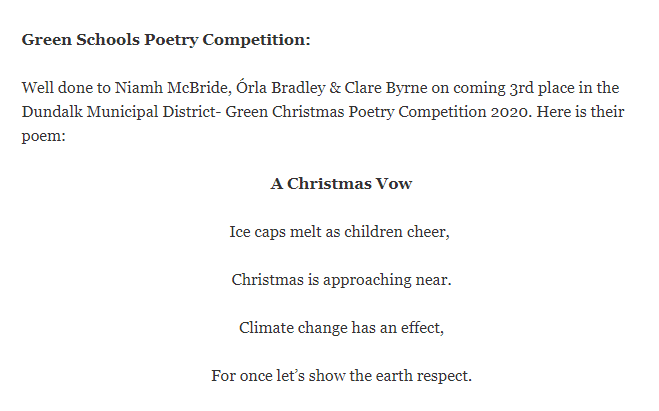 Green Schools Poetry Competition:
Well done to Niamh McBride, Órla Bradley & Clare Byrne on coming 3rd place in the
Dundalk Municipal District- Green Christmas Poetry Competition 2020. Here is their
poem:
A Christmas Vow
Ice caps melt as children cheer,
Christmas is approaching near.
Climate change has an effect,
For once let’s show the earth respect.